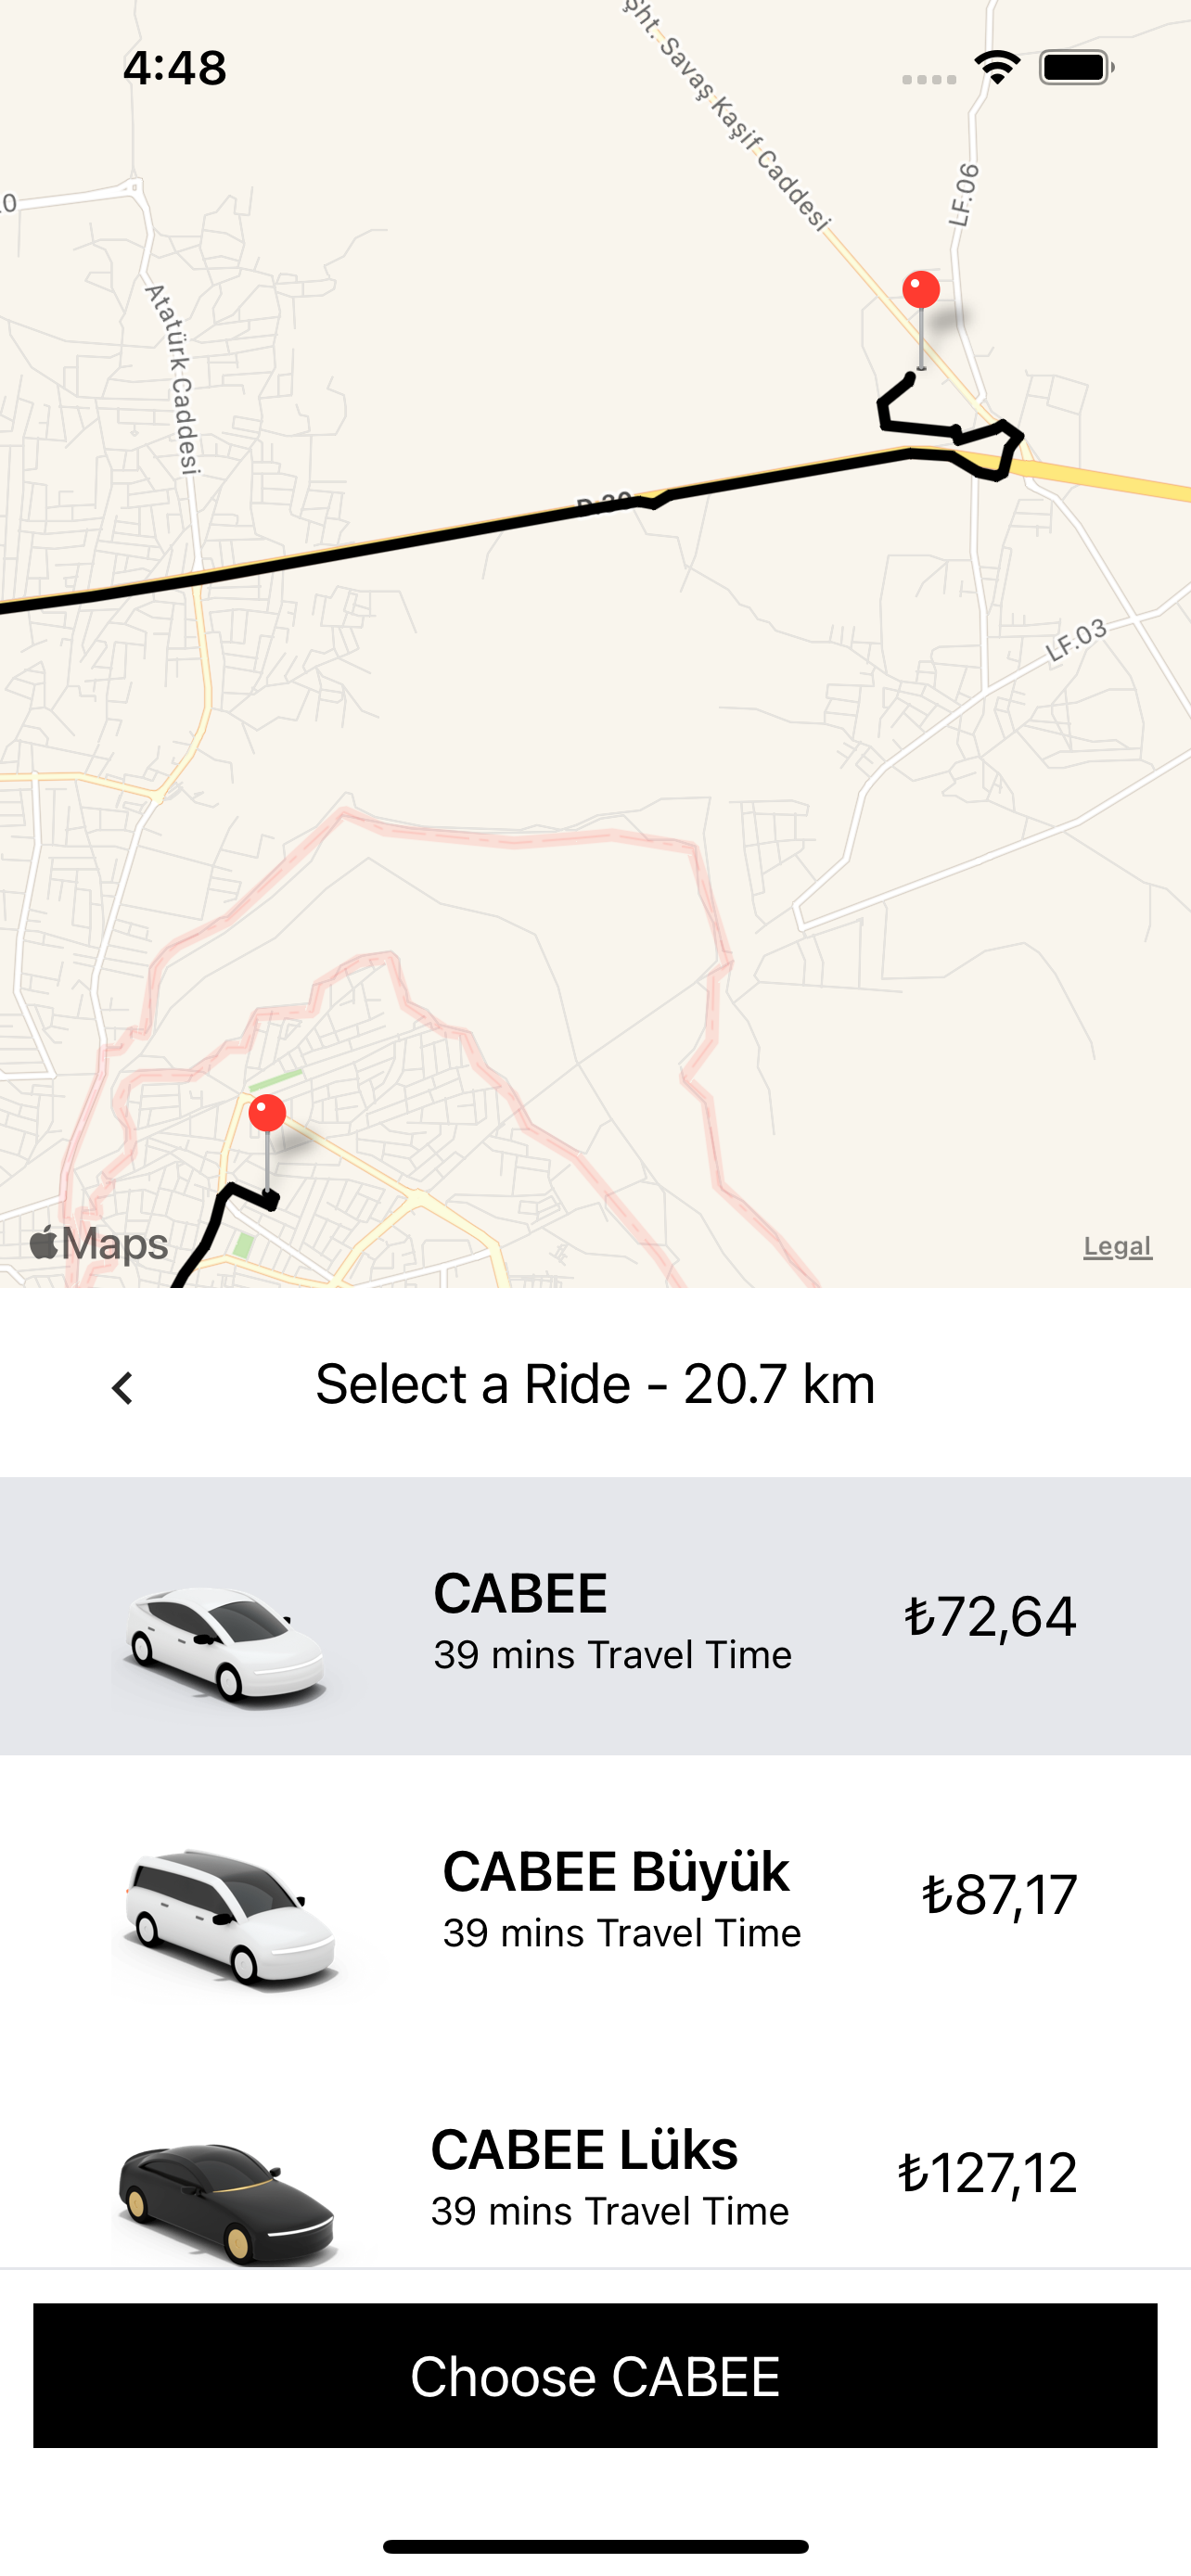 4:48
Şht. Savaş Kaşif Caddesi
LF.06
Atatürk Caddesi
LF.03
Maps
Legal
Select a Ride - 20.7 km
CABEE
39 mins Travel Time
₺72,64
CABEE Büyük
39 mins Travel Time
₺87,17
CABEE Lüks
39 mins Travel Time
₺127,12
Choose CABEE